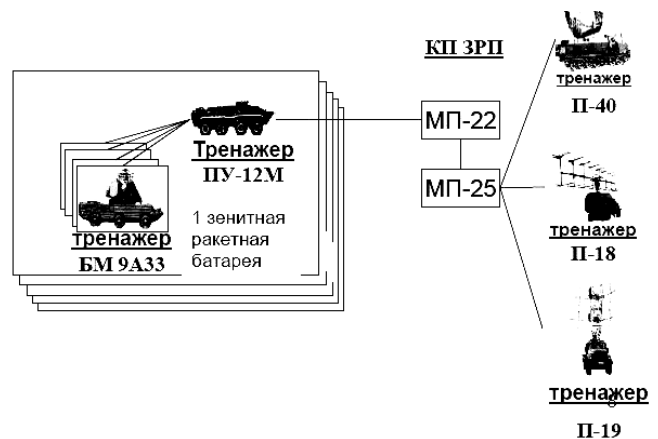 КП ЗРП
тренажер
П-40
МП-22
Тренажер
ПУ-12М
МП-25
1 зенитная
ракетная
батарея
тренажер
БМ 9А33
тренажер
П-18
тренажер
8
П-19